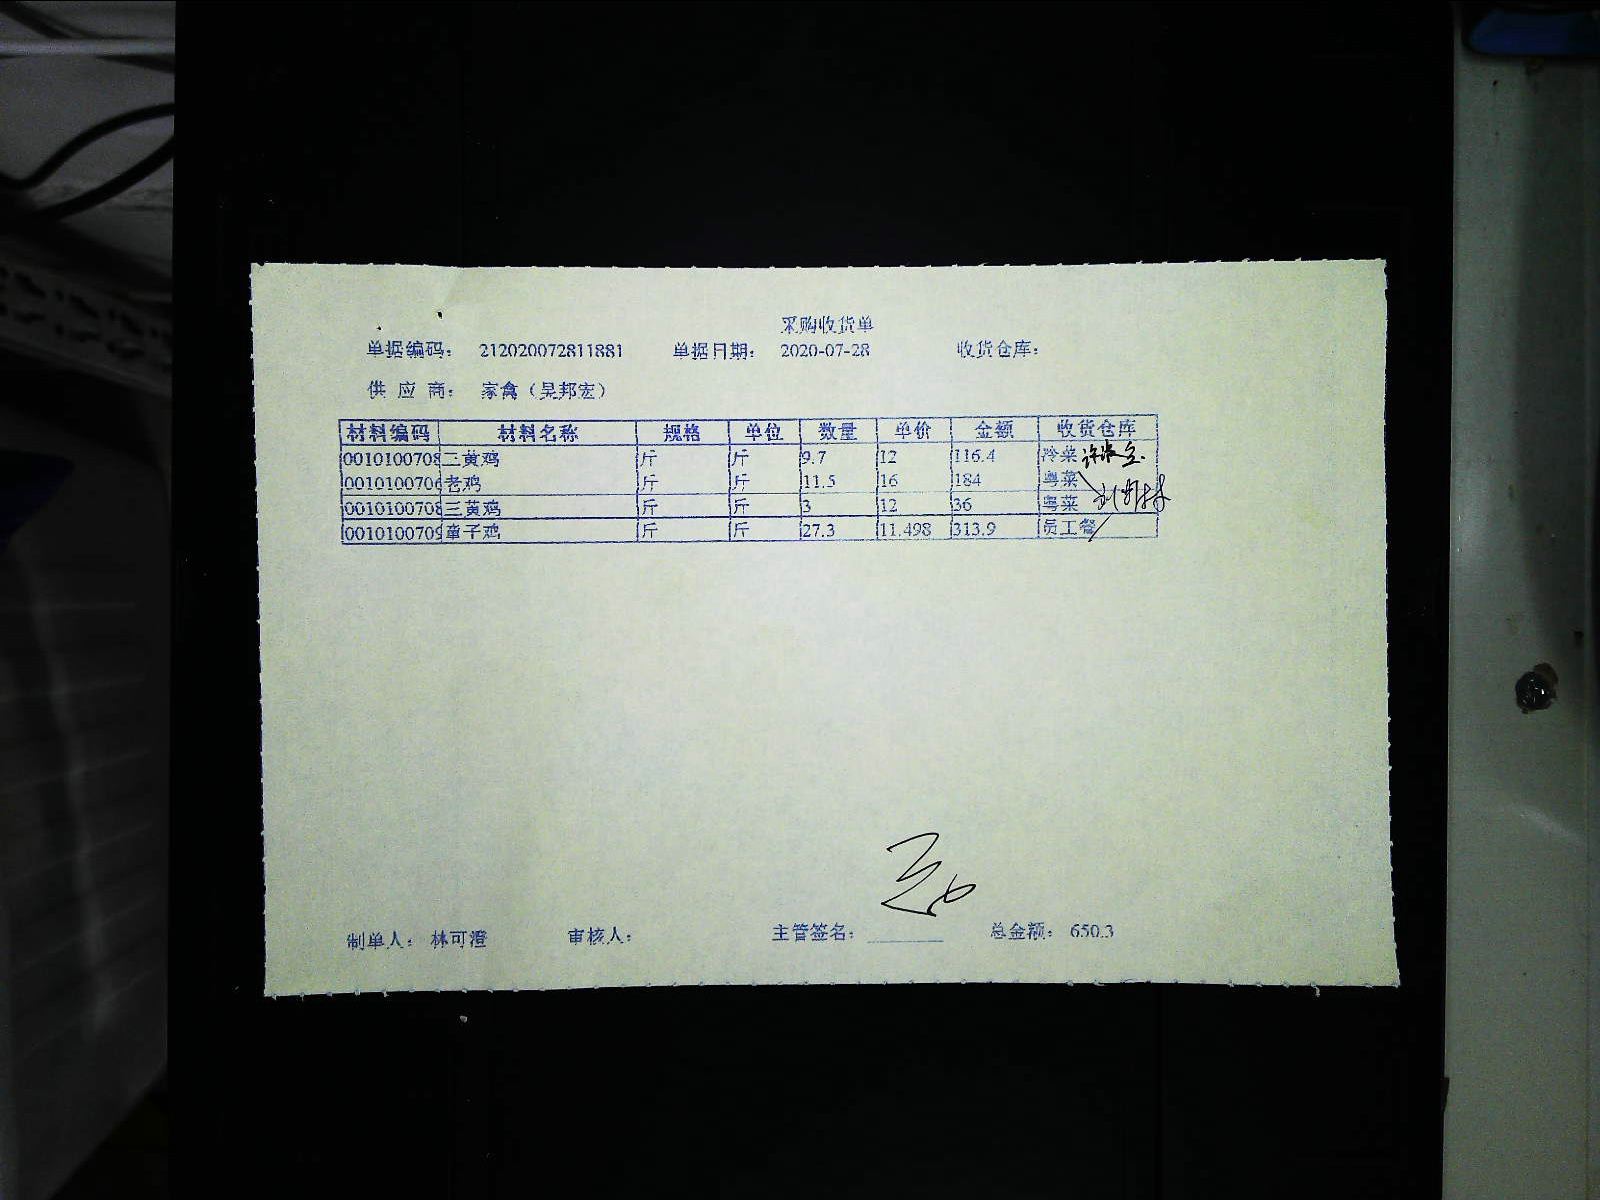 采购收货单
单据编码： 212020072811881 单据日期： 2020-07-28 收货仓库：
供 应 商： 家禽（吴邦宏）
材料编码 材料名称 规格 单位 数量 单价 金额 收货仓库
0010100708 三黄鸡 斤 斤 9.7 12 116.4 冷菜
0010100706 老鸡 斤 斤 11.5 16 184 粤菜
0010100708 三黄鸡 斤 斤 3 12 36 粤菜
0010100709 童子鸡 斤 斤 27.3 11.498 313.9 员工餐
制单人： 林可澄 审核人： 主管签名： 总金额： 650.3